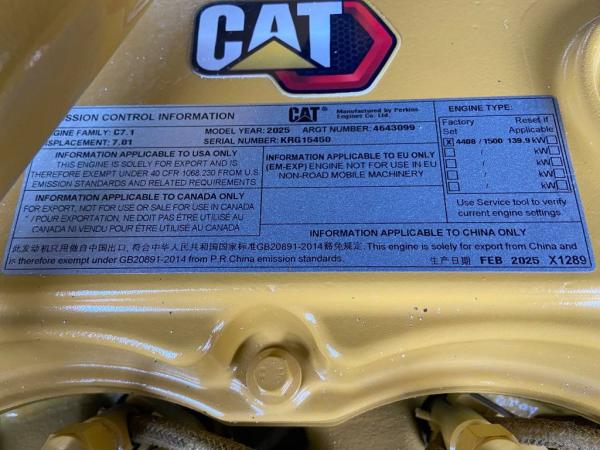 CAT
SSION CONTROL INFORMATION
CAT
Manufactured by Perkins
Engines Co. Ltd.
GINE FAMILY: C7.1
MODEL YEAR: 2025
ARGT NUMBER: 4643099
SPLACEMENT: 7.01
SERIAL NUMBER: KRG15450
ENGINE TYPE:
Factory Set
Reset if Applicable
X 4408 / 1500 139.9 kW
/ kW
/ kW
/ kW
/ kW
Use Service tool to verify
current engine settings.
INFORMATION APPLICABLE TO USA ONLY
THIS ENGINE IS SOLELY FOR EXPORT AND IS
THEREFORE EXEMPT UNDER 40 CFR 1068.230 FROM U.S.
EMISSION STANDARDS AND RELATED REQUIREMENTS
INFORMATION APPLICABLE TO EU ONLY
(EM-EXP) ENGINE NOT FOR USE IN EU
NON-ROAD MOBILE MACHINERY
INFORMATION APPLICABLE TO CANADA ONLY
FOR EXPORT, NOT FOR USE OR SALE FOR USE IN CANADA
/ POUR EXPORTATION, NE DOIT PAS ÊTRE UTILISÉ AU
CANADA NI VENDU POUR ÊTRE UTILISÉ AU CANADA
INFORMATION APPLICABLE TO CHINA ONLY
此发动机只用做自中国出口, 符合中华人民共和国国家标准GB20891-2014豁免规定. This engine is solely for export from China and
is therefore exempt under GB20891-2014 from P.R.China emission standards.
生产日期 FEB 2025 X1289